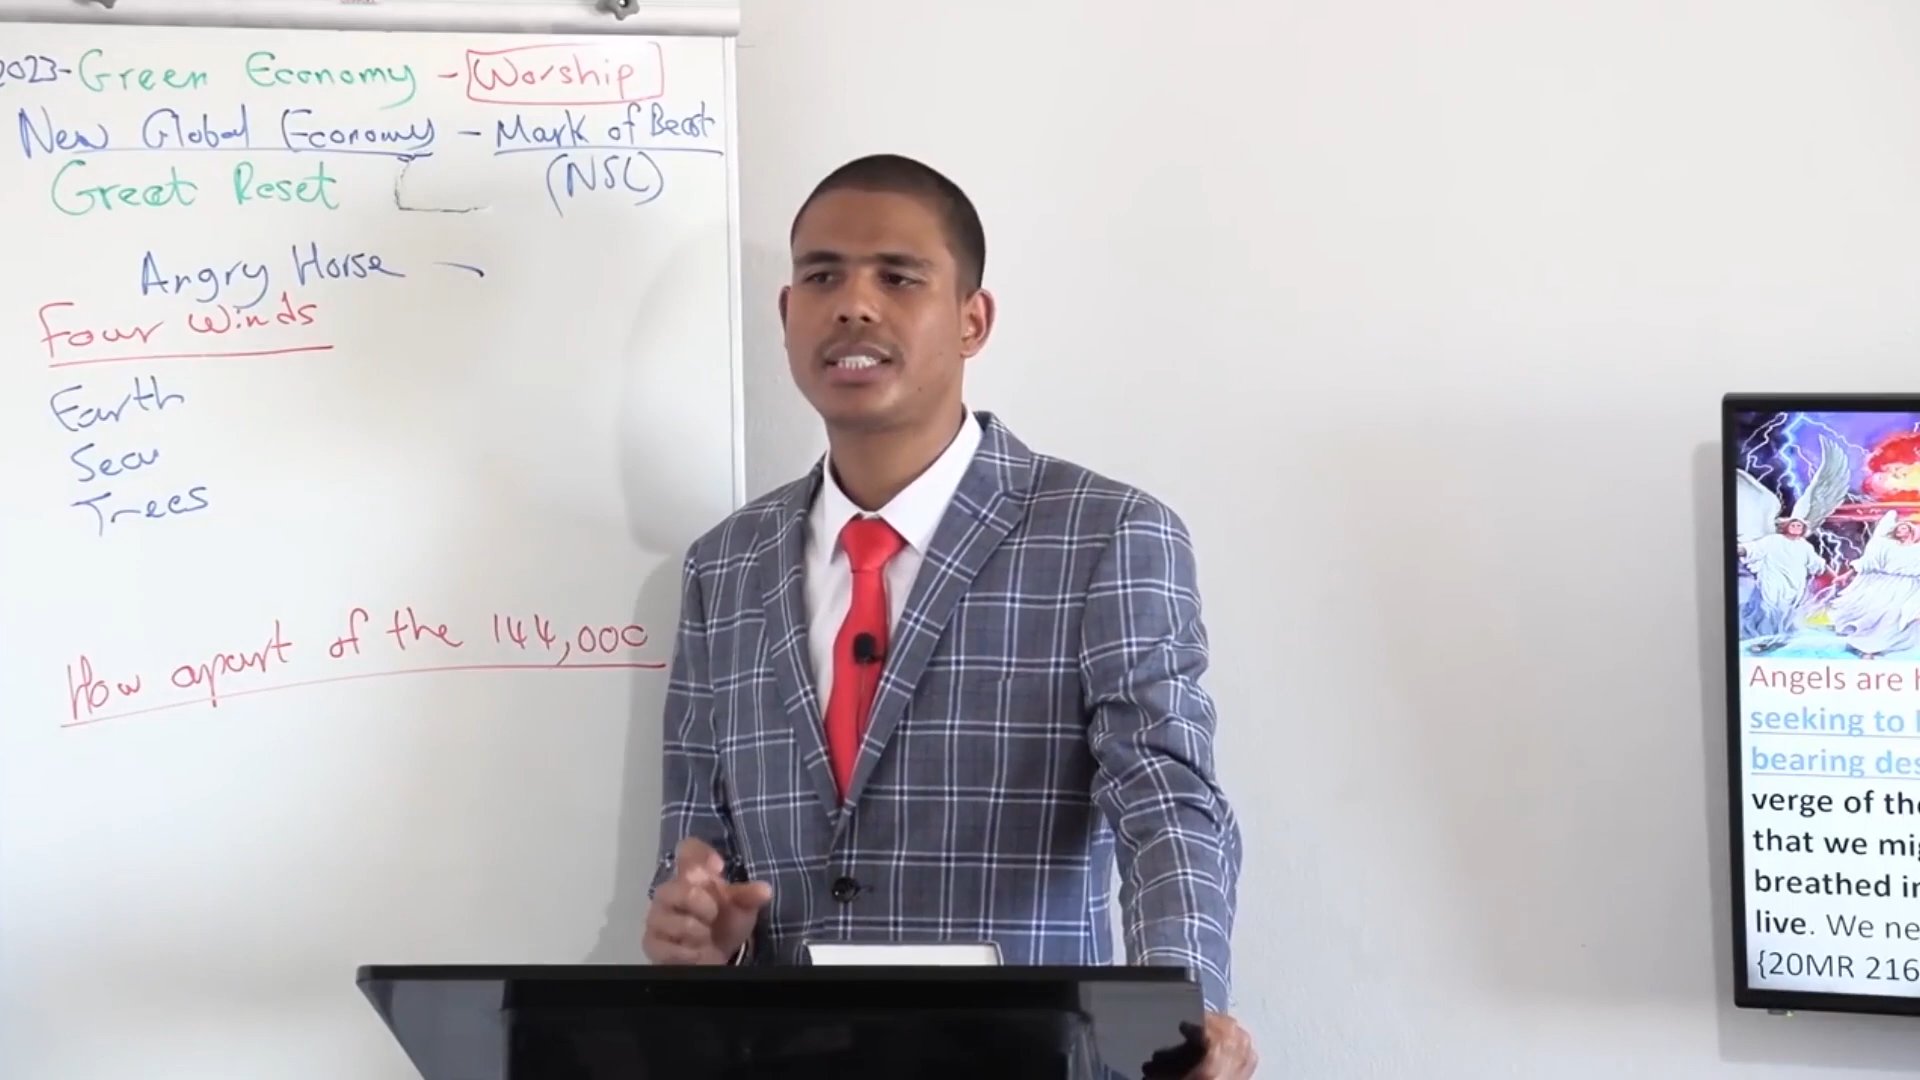 2023-Green Economy - Worship
New Global Economy - Mark of Beast
Great Reset (NSL)
Angry Horse -
Four Winds
Earth
Sea
Trees
How apart of the 144,000
Angels are
seeking to
bearing des
verge of the
that we mig
breathed in
live. We ne
{20MR 216